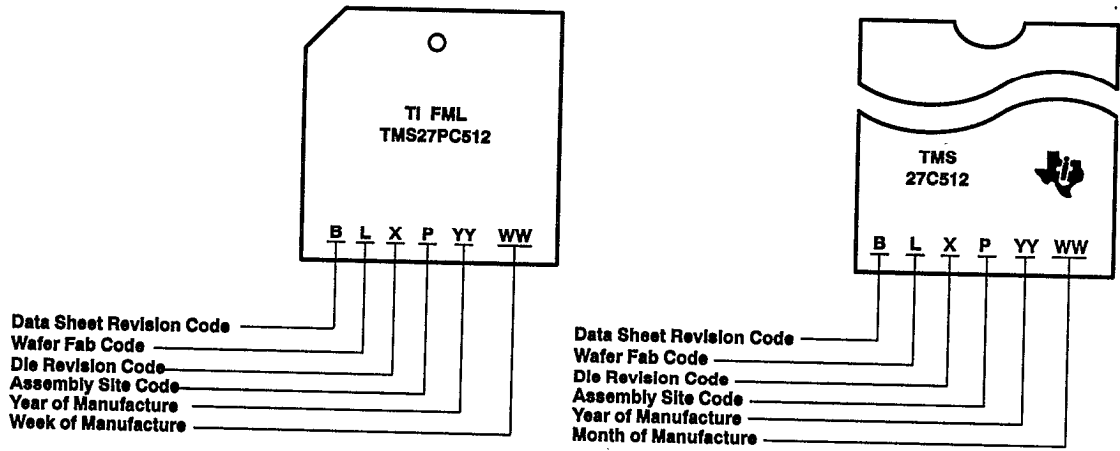 TI FML
TMS27PC512
B L X P YY WW
Data Sheet Revision Code
Wafer Fab Code
Die Revision Code
Assembly Site Code
Year of Manufacture
Week of Manufacture
TMS
27C512
B L X P YY WW
Data Sheet Revision Code
Wafer Fab Code
Die Revision Code
Assembly Site Code
Year of Manufacture
Month of Manufacture